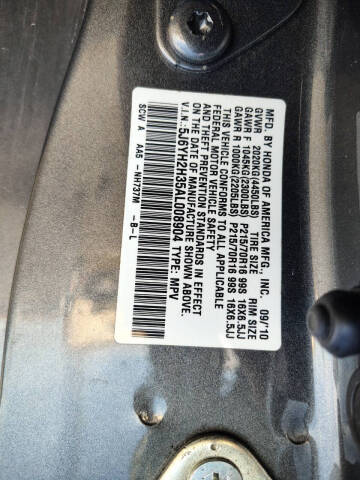 MFD. BY HONDA OF AMERICA MFG., INC. 09/10
GVWR 2020KG(4450LBS) TIRE SIZE RIM SIZE
GAWR F 1045KG(2300LBS) P215/70R16 99S 16X6.5JJ
GAWR R 1000KG(2205LBS) P215/70R16 99S 16X6.5JJ
THIS VEHICLE CONFORMS TO ALL APPLICABLE
FEDERAL MOTOR VEHICLE SAFETY
AND THEFT PREVENTION STANDARDS IN EFFECT
ON THE DATE OF MANUFACTURE SHOWN ABOVE.
V.I.N.: 5J6YH2H35AL008904 TYPE: MPV
SCW A AA5 -NH737M -B-L